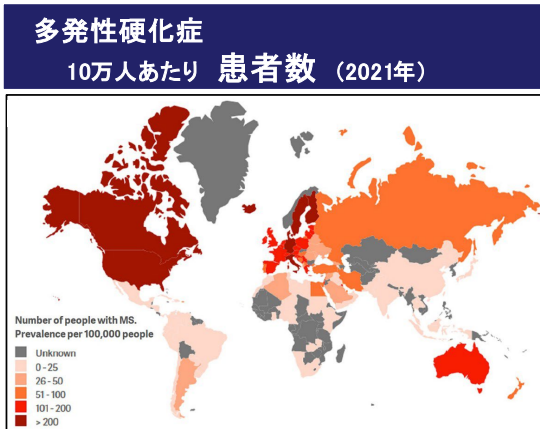 多発性硬化症
10万人あたり 患者数 （2021年）
Number of people with MS.
Prevalence per 100,000 people
Unknown
0 - 25
26 - 50
51 - 100
101 - 200
> 200